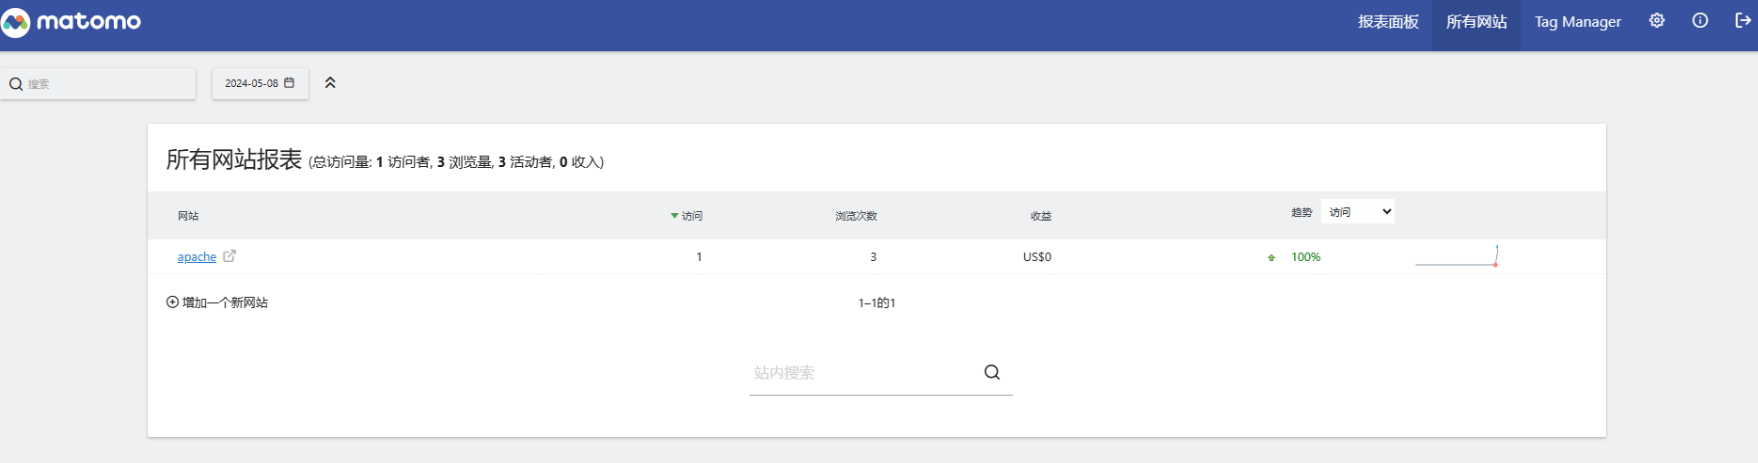 matomo 报表面板 所有网站 Tag Manager
搜索 2024-05-08
所有网站报表 (总访问量: 1 访问者, 3 浏览量, 3 活动者, 0 收入)
网站 访问 浏览次数 收益 趋势 访问
apache 1 3 US$0 100%
增加一个新网站 1–1的1
站内搜索